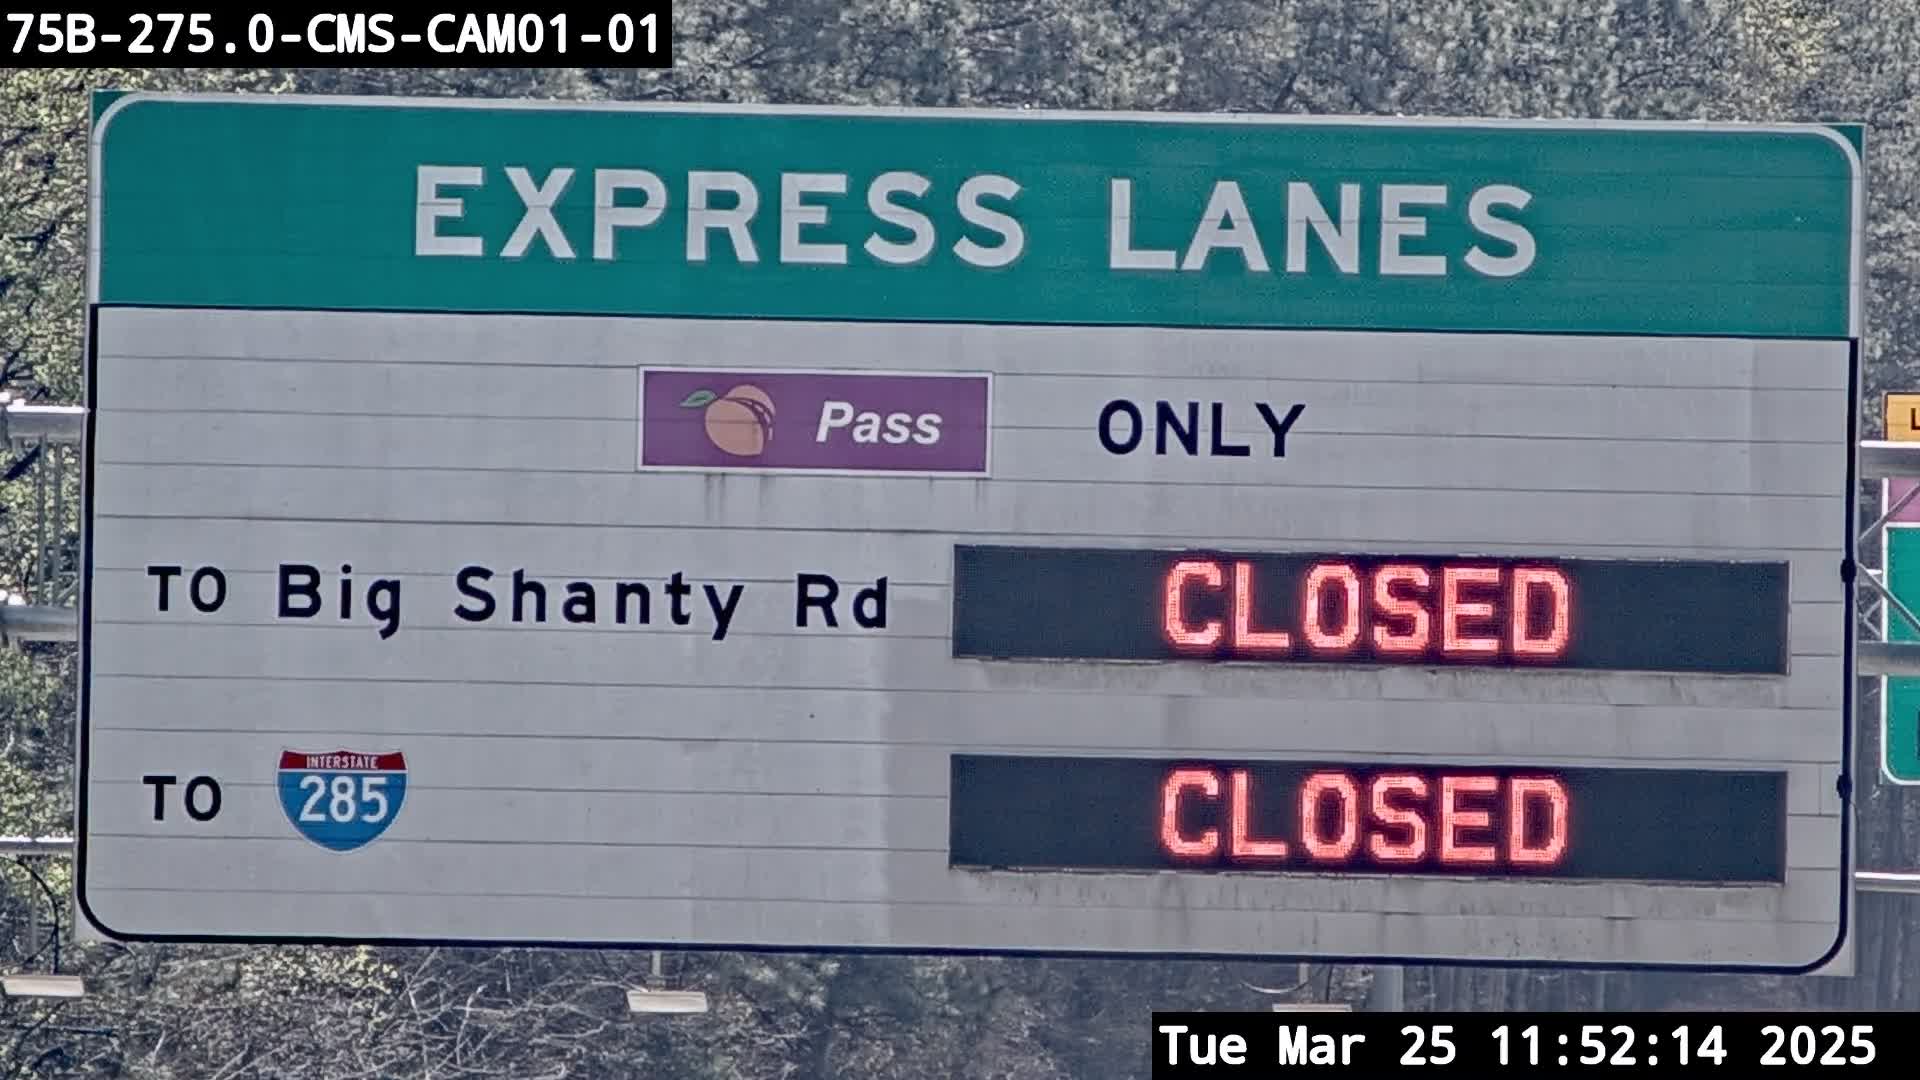 75B-275.0-CMS-CAM01-01
EXPRESS LANES
Pass ONLY
TO Big Shanty Rd CLOSED
TO INTERSTATE 285 CLOSED
Tue Mar 25 11:52:14 2025